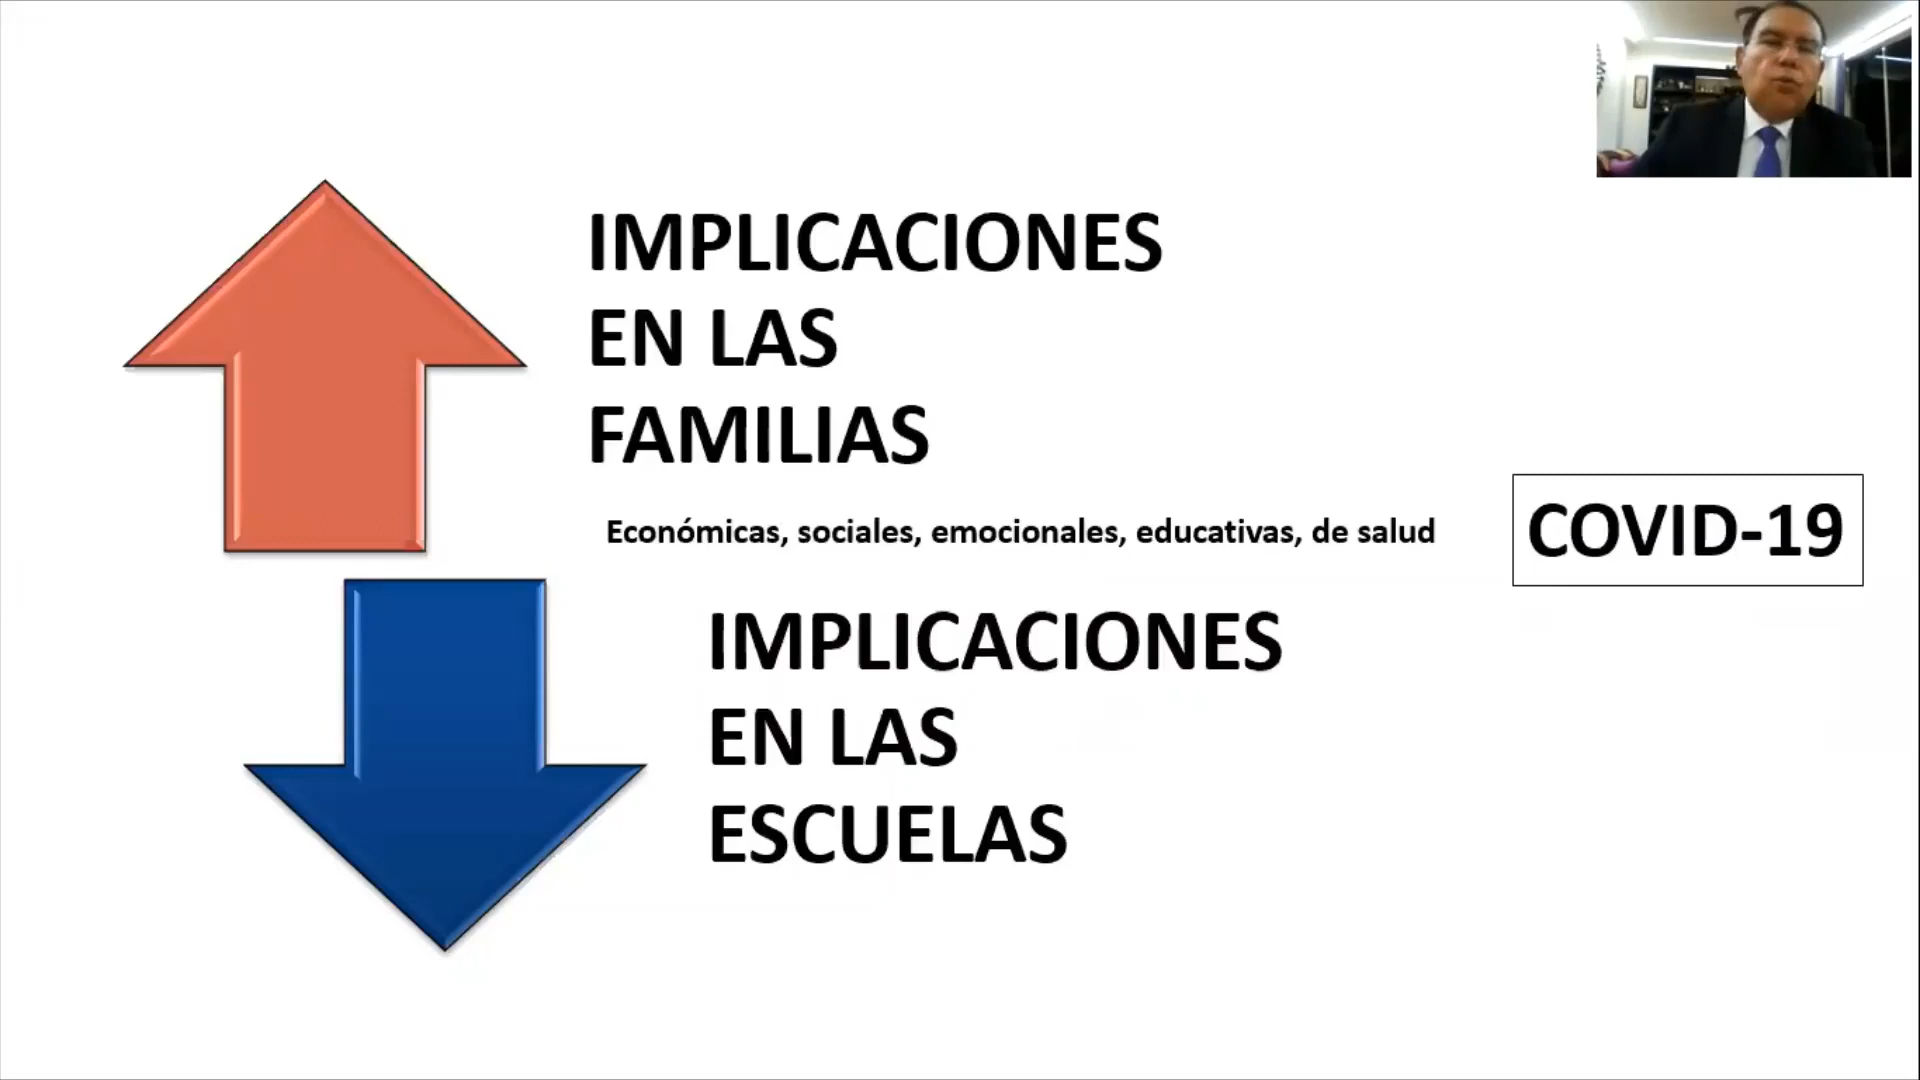 IMPLICACIONES
EN LAS
FAMILIAS
Económicas, sociales, emocionales, educativas, de salud
COVID-19
IMPLICACIONES
EN LAS
ESCUELAS